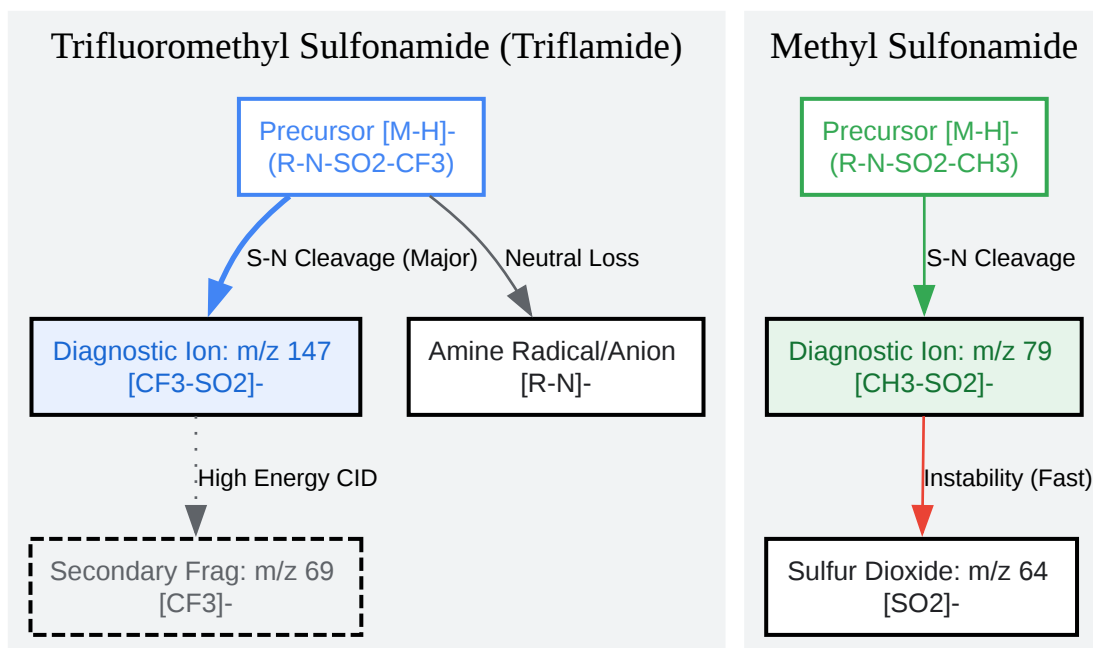 Trifluoromethyl Sulfonamide (Triflamide)
Precursor [M-H]-
(R-N-SO2-CF3)
S-N Cleavage (Major)
Neutral Loss
Diagnostic Ion: m/z 147
[CF3-SO2]-
Amine Radical/Anion
[R-N]-
High Energy CID
Secondary Frag: m/z 69
[CF3]-
Methyl Sulfonamide
Precursor [M-H]-
(R-N-SO2-CH3)
S-N Cleavage
Diagnostic Ion: m/z 79
[CH3-SO2]-
Instability (Fast)
Sulfur Dioxide: m/z 64
[SO2]-